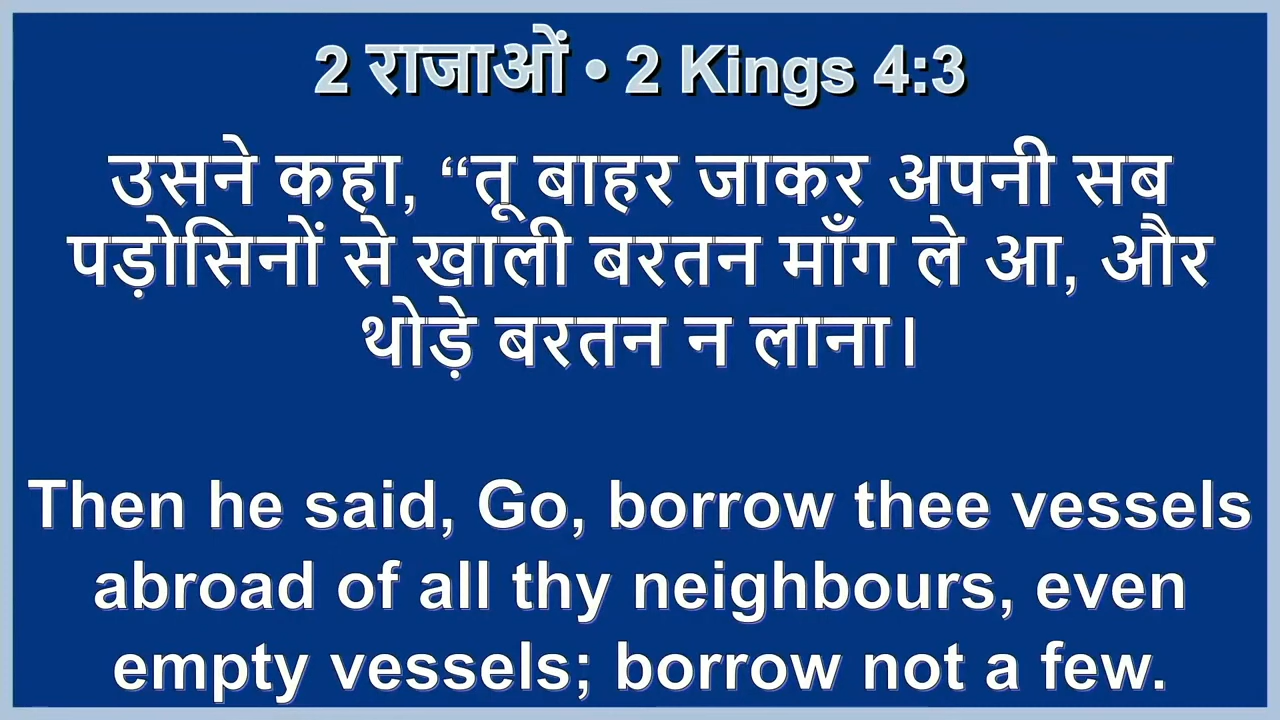 2 राजाओं • 2 Kings 4:3
उसने कहा, “तू बाहर जाकर अपनी सब
पड़ोसिनों से खाली बरतन माँग ले आ, और
थोड़े बरतन न लाना।
Then he said, Go, borrow thee vessels
abroad of all thy neighbours, even
empty vessels; borrow not a few.